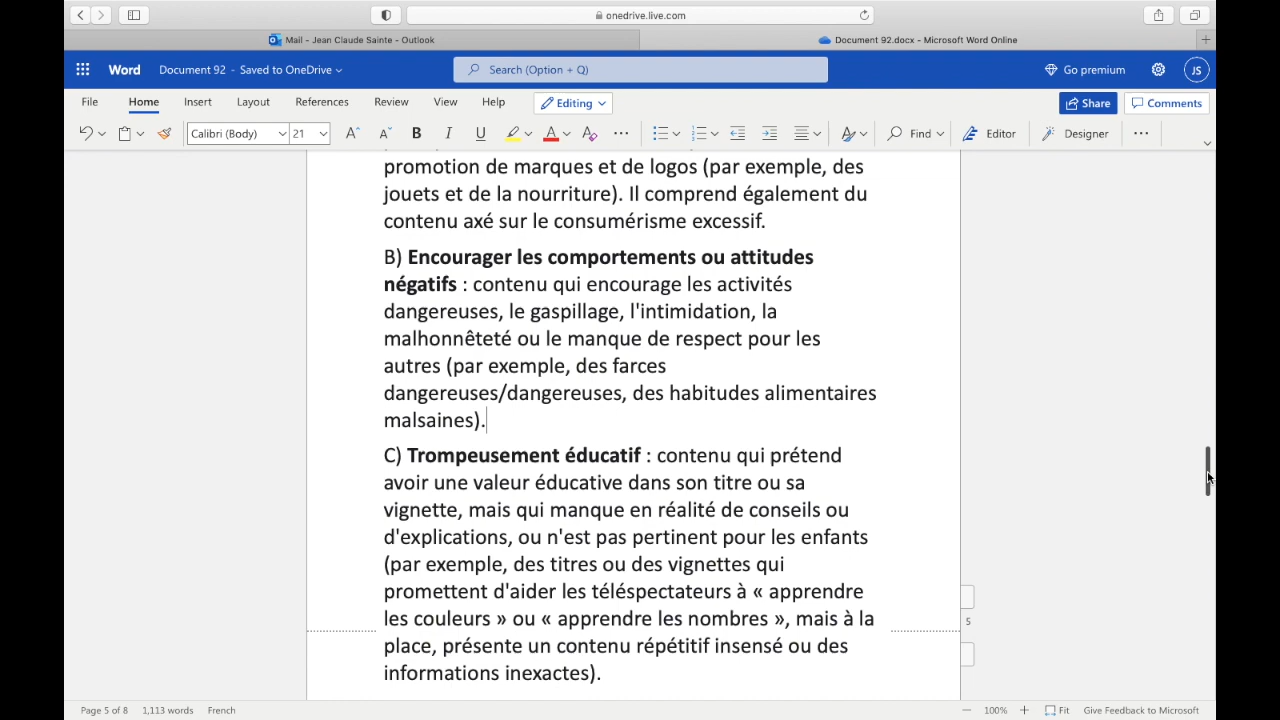 onedrive.live.com
Mail - Jean Claude Sainte - Outlook
Document 92.docx - Microsoft Word Online
Word Document 92 - Saved to OneDrive Search (Option + Q) Go premium JS
File Home Insert Layout References Review View Help Editing Share Comments
Calibri (Body) 21 A A B I U A A Find Editor Designer
promotion de marques et de logos (par exemple, des
jouets et de la nourriture). Il comprend également du
contenu axé sur le consumérisme excessif.
B) Encourager les comportements ou attitudes
négatifs : contenu qui encourage les activités
dangereuses, le gaspillage, l'intimidation, la
malhonnêteté ou le manque de respect pour les
autres (par exemple, des farces
dangereuses/dangereuses, des habitudes alimentaires
malsaines).
C) Trompeusement éducatif : contenu qui prétend
avoir une valeur éducative dans son titre ou sa
vignette, mais qui manque en réalité de conseils ou
d'explications, ou n'est pas pertinent pour les enfants
(par exemple, des titres ou des vignettes qui
promettent d'aider les téléspectateurs à « apprendre
les couleurs » ou « apprendre les nombres », mais à la
place, présente un contenu répétitif insensé ou des
informations inexactes).
5
Page 5 of 8 1,113 words French 100% Fit Give Feedback to Microsoft